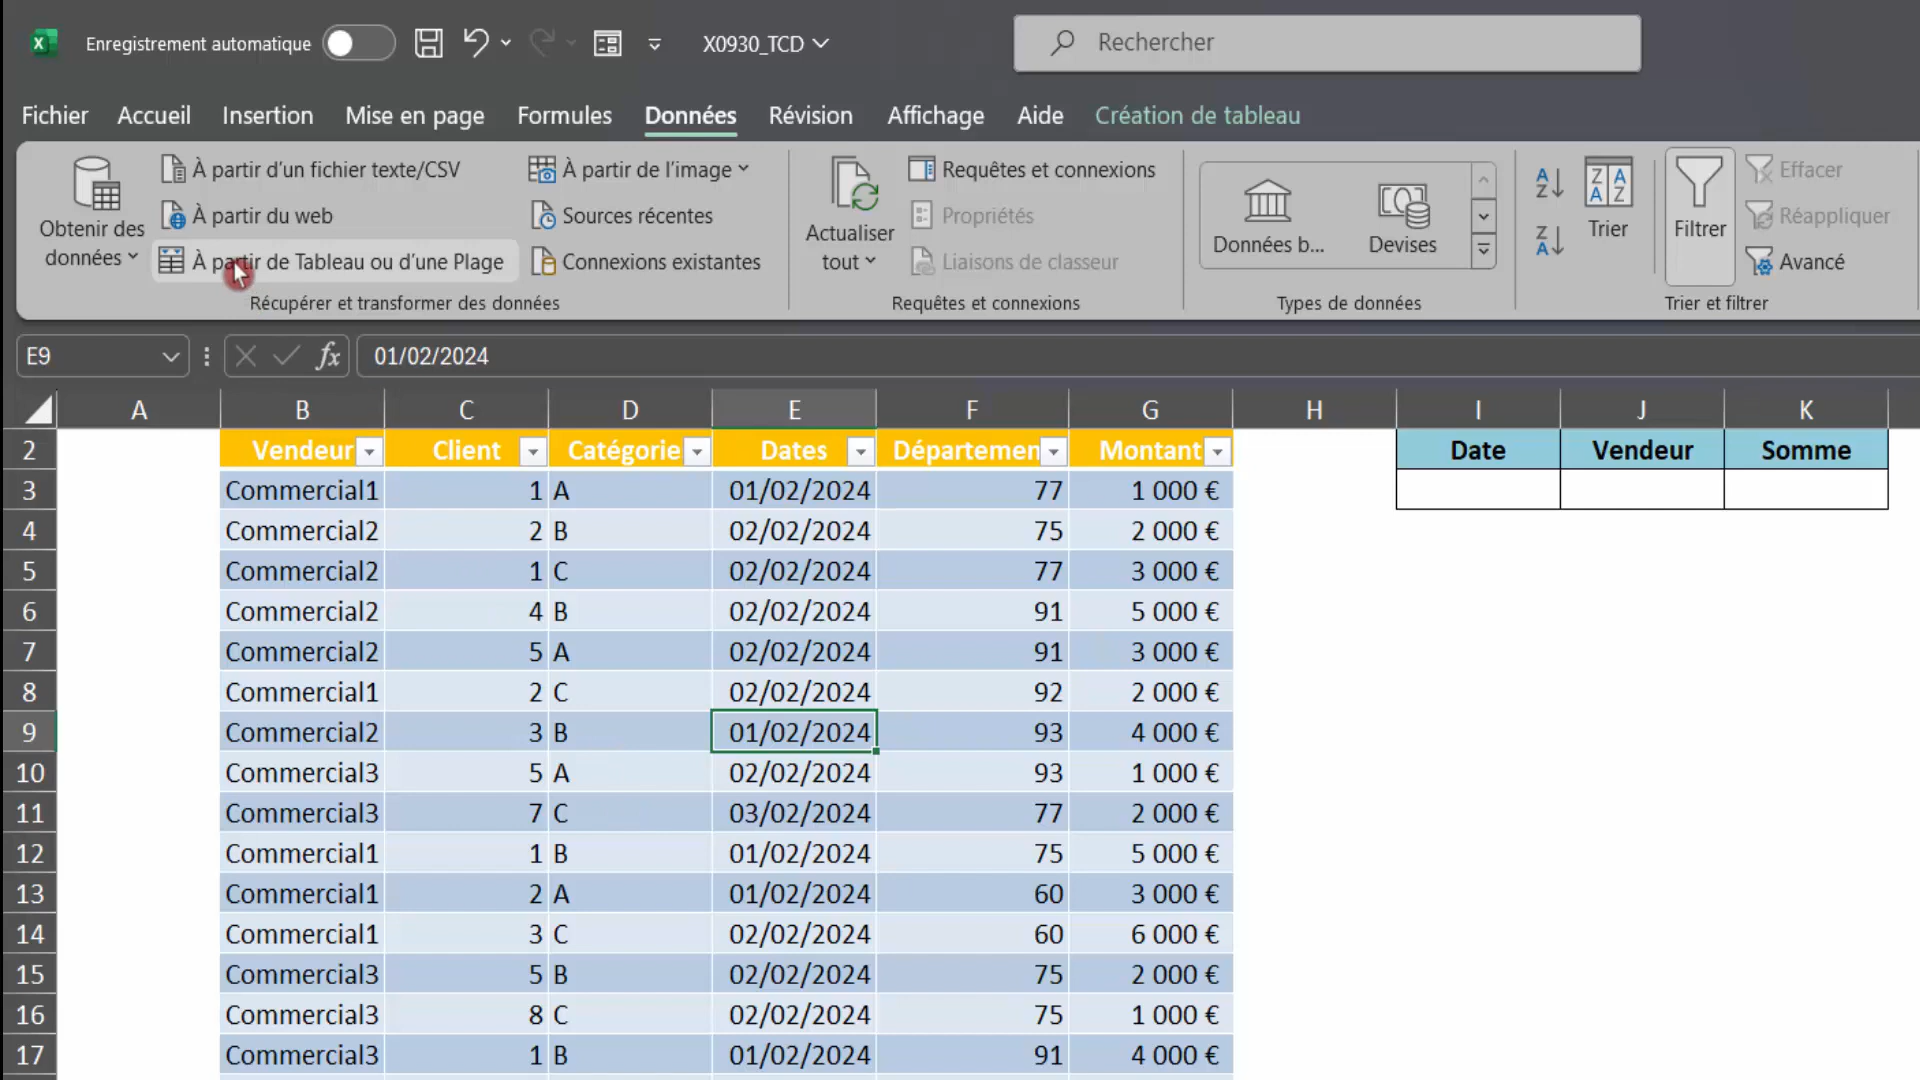 Enregistrement automatique X0930_TCD Rechercher
Fichier Accueil Insertion Mise en page Formules Données Révision Affichage Aide Création de tableau
Obtenir des données
À partir d'un fichier texte/CSV
À partir du web
À partir de Tableau ou d'une Plage
À partir de l'image
Sources récentes
Connexions existantes
Récupérer et transformer des données
Actualiser tout
Requêtes et connexions
Propriétés
Liaisons de classeur
Requêtes et connexions
Données b... Devises
Types de données
Trier
Filtrer
Effacer
Réappliquer
Avancé
Trier et filtrer
E9 fx 01/02/2024
A B C D E F G H I J K
2 Vendeur Client Catégorie Dates Départemen Montant Date Vendeur Somme
3 Commercial1 1 A 01/02/2024 77 1 000 €
4 Commercial2 2 B 02/02/2024 75 2 000 €
5 Commercial2 1 C 02/02/2024 77 3 000 €
6 Commercial2 4 B 02/02/2024 91 5 000 €
7 Commercial2 5 A 02/02/2024 91 3 000 €
8 Commercial1 2 C 02/02/2024 92 2 000 €
9 Commercial2 3 B 01/02/2024 93 4 000 €
10 Commercial3 5 A 02/02/2024 93 1 000 €
11 Commercial3 7 C 03/02/2024 77 2 000 €
12 Commercial1 1 B 01/02/2024 75 5 000 €
13 Commercial1 2 A 01/02/2024 60 3 000 €
14 Commercial1 3 C 02/02/2024 60 6 000 €
15 Commercial3 5 B 02/02/2024 75 2 000 €
16 Commercial3 8 C 02/02/2024 75 1 000 €
17 Commercial3 1 B 01/02/2024 91 4 000 €